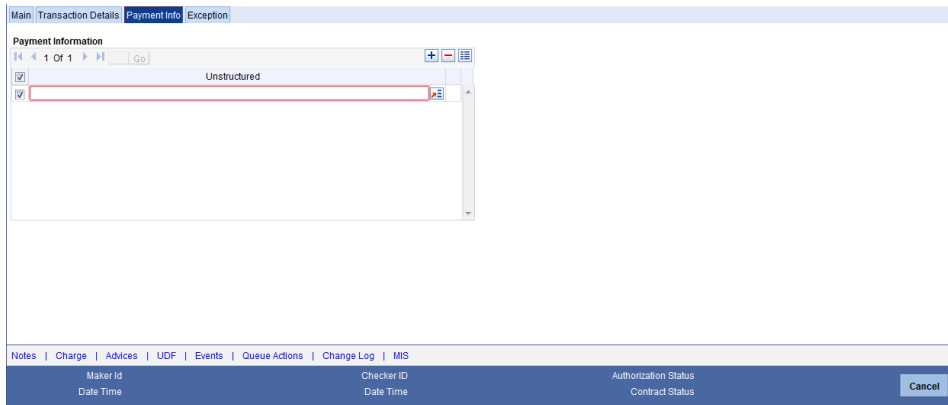 Main Transaction Details Payment Info Exception
Payment Information
1 Of 1 Go
Unstructured
Notes | Charge | Advices | UDF | Events | Queue Actions | Change Log | MIS
Maker Id Checker ID Authorization Status
Date Time Date Time Contract Status
Cancel